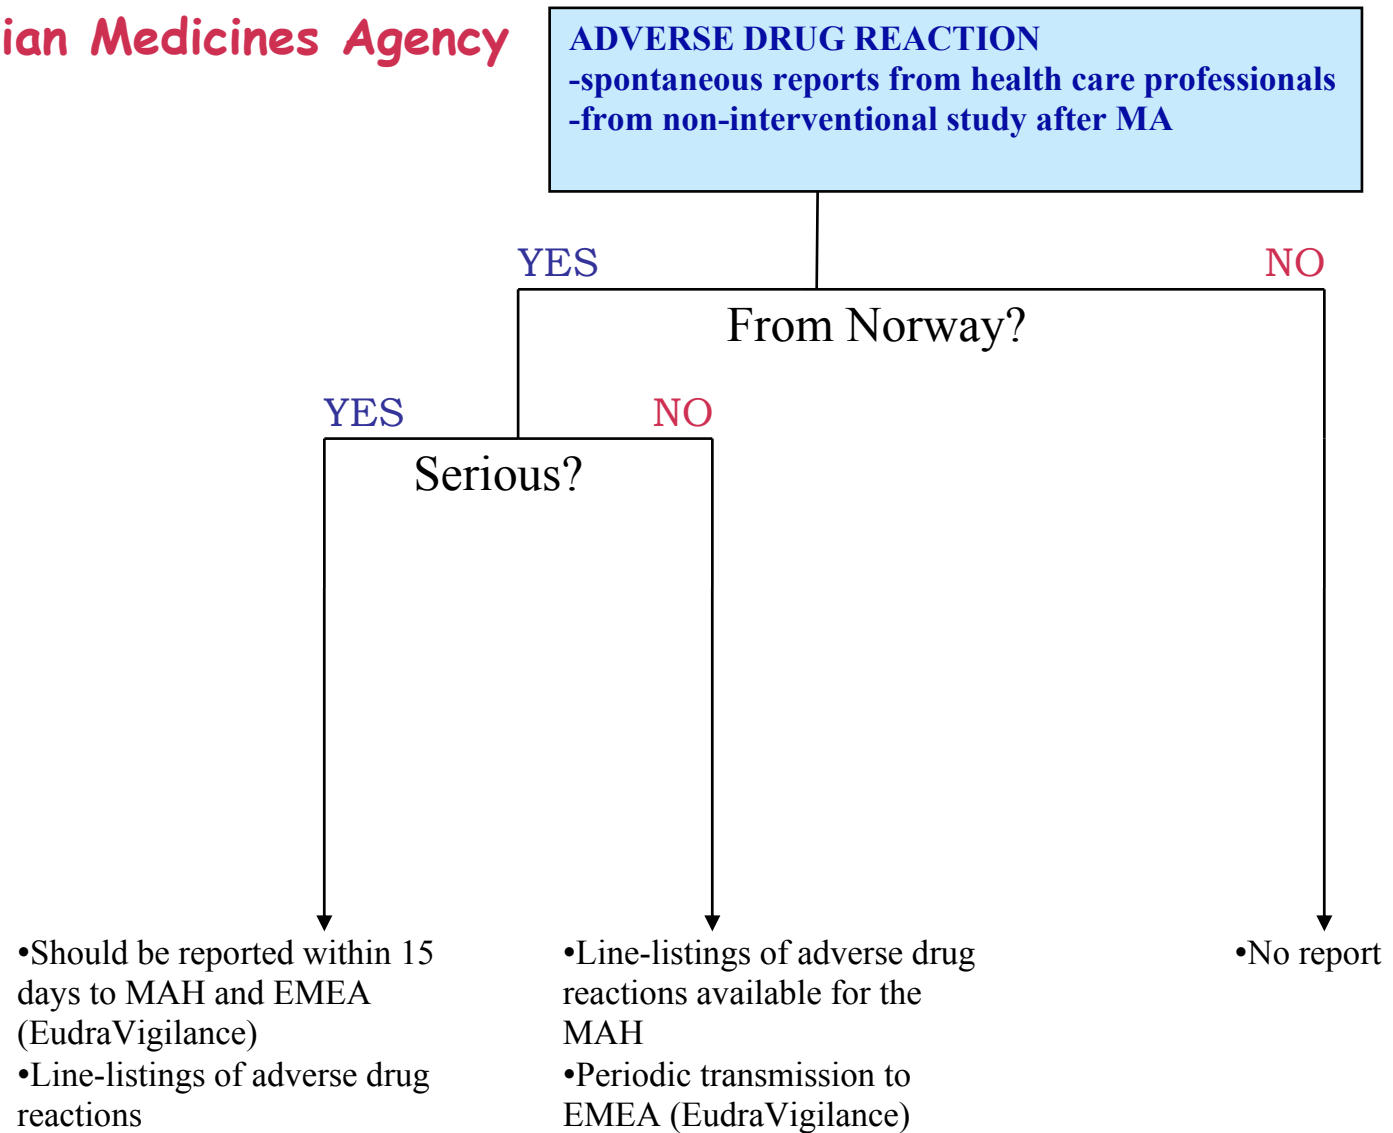 ian Medicines Agency
ADVERSE DRUG REACTION
-spontaneous reports from health care professionals
-from non-interventional study after MA
YES
NO
From Norway?
YES
NO
Serious?
•Should be reported within 15
days to MAH and EMEA
(EudraVigilance)
•Line-listings of adverse drug
reactions
•Line-listings of adverse drug
reactions available for the
MAH
•Periodic transmission to
EMEA (EudraVigilance)
•No report